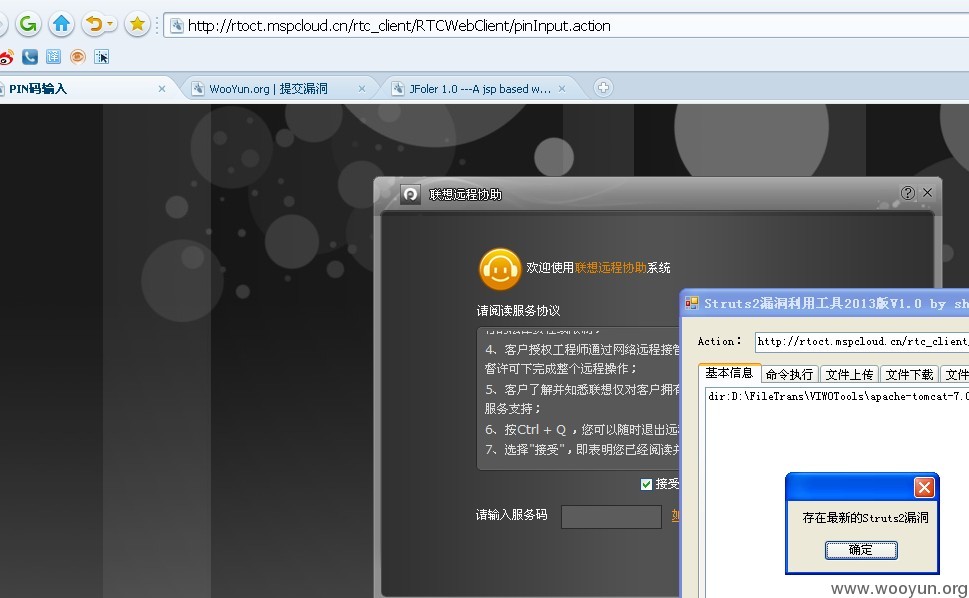 http://rtoct.mspcloud.cn/rtc_client/RTCWebClient/pinInput.action
PIN码输入
WooYun.org | 提交漏洞
JFoler 1.0 ---A jsp based w...
联想远程协助
欢迎使用联想远程协助系统
请阅读服务协议
4、客户授权工程师通过网络远程接管
督许可下完成整个远程操作；
5、客户了解并知悉联想仅对客户拥有
服务支持；
6、按Ctrl + Q ，您可以随时退出远
7、选择"接受"，即表明您已经阅读并
接受
请输入服务码
Struts2漏洞利用工具2013版V1.0 by sh
Action：
http://rtoct.mspcloud.cn/rtc_client
基本信息
命令执行
文件上传
文件下载
文件
dir:D:\FileTrans\VIWOTools\apache-tomcat-7.0
存在最新的Struts2漏洞
确定
www.wooyun.org